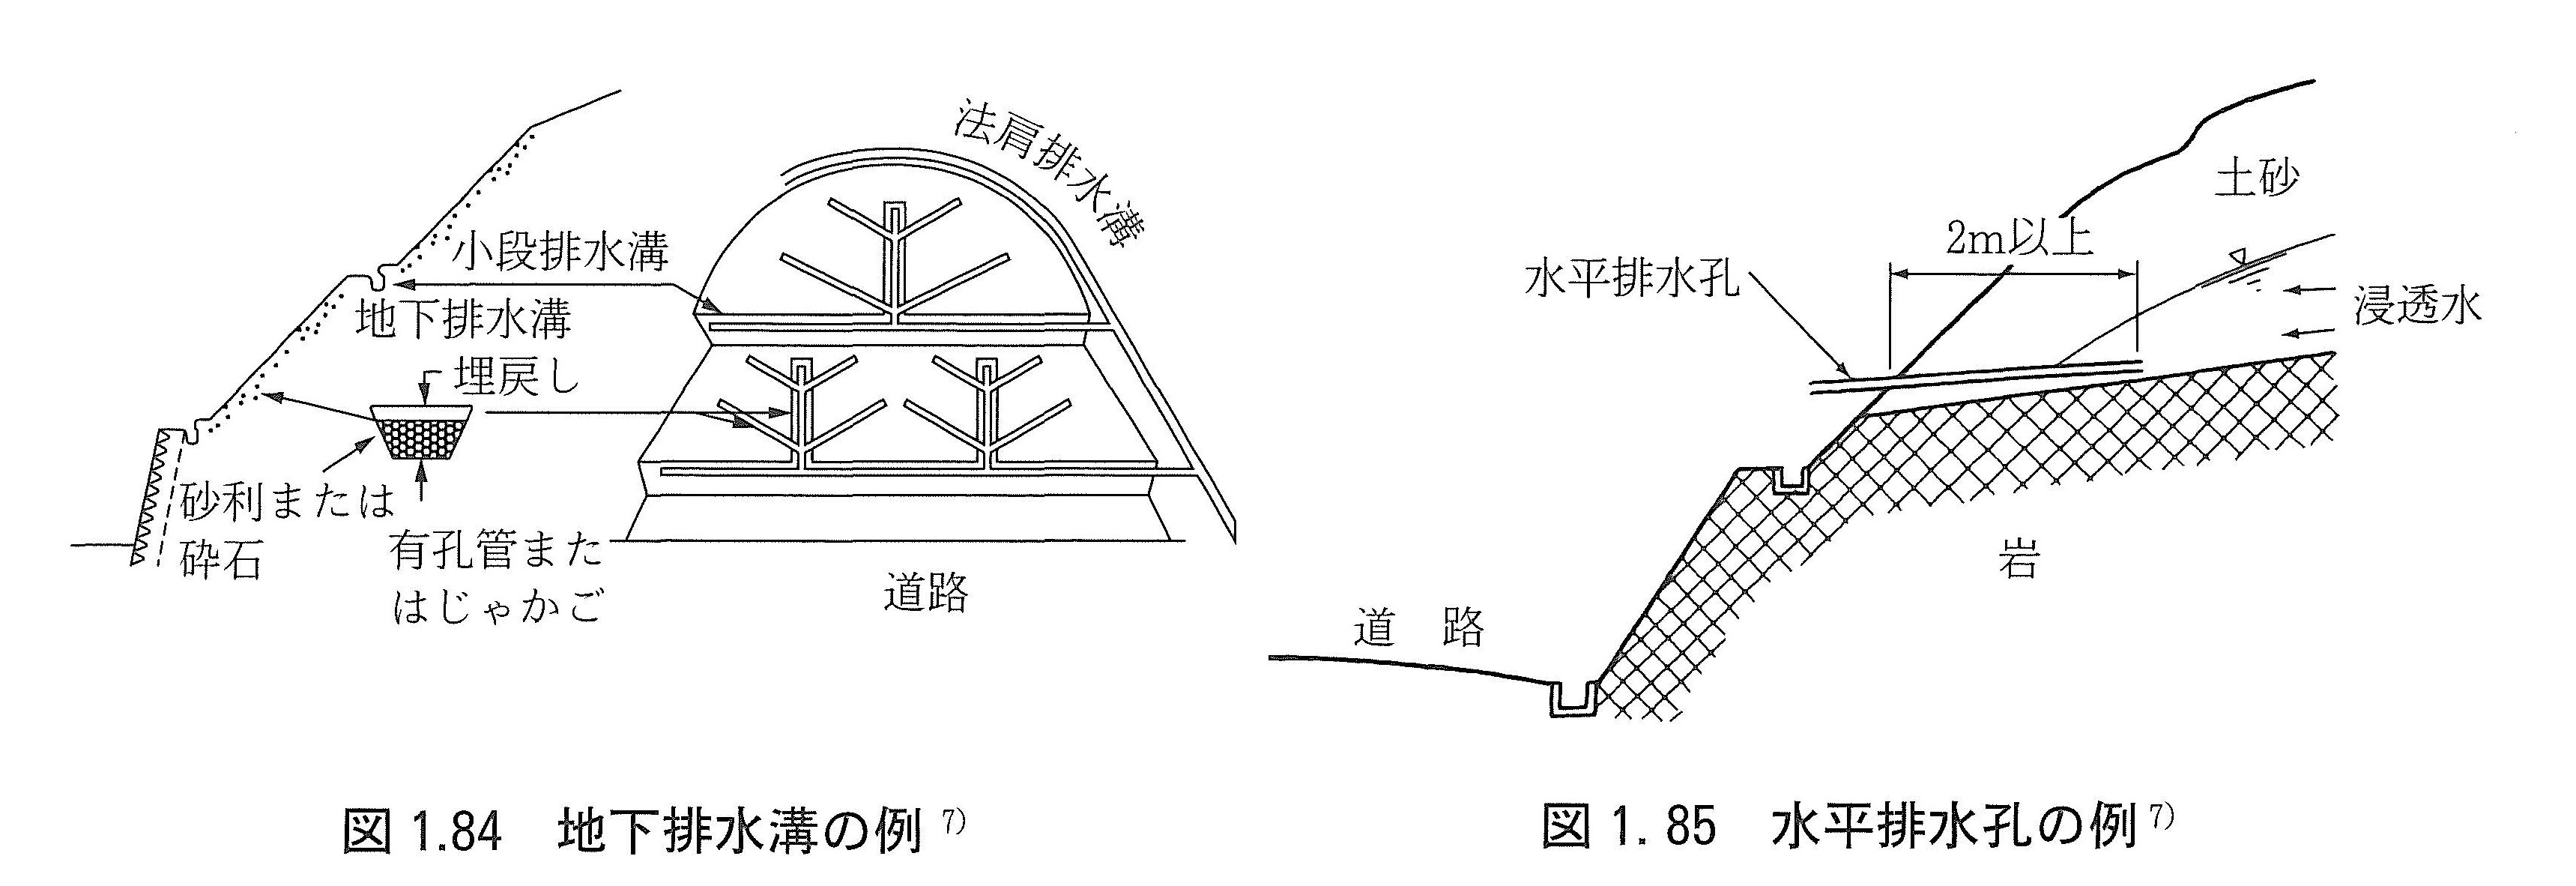 法肩排水溝
小段排水溝
地下排水溝
埋戻し
砂利または
砕石
有孔管また
はじゃかご
道路
図 1.84　地下排水溝の例 7)
土砂
2m以上
水平排水孔
浸透水
岩
道　路
図 1. 85　水平排水孔の例 7)